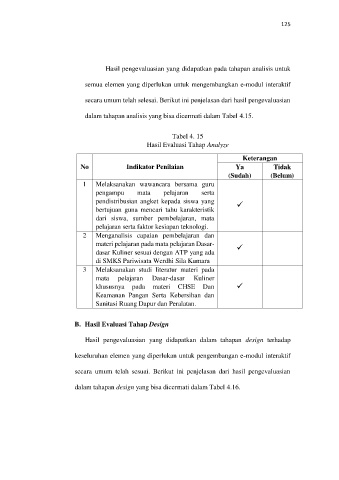 125
Hasil pengevaluasian yang didapatkan pada tahapan analisis untuk
semua elemen yang diperlukan untuk mengembangkan e-modul interaktif
secara umum telah selesai. Berikut ini penjelasan dari hasil pengevaluasian
dalam tahapan analisis yang bisa dicermati dalam Tabel 4.15.
Tabel 4. 15
Hasil Evaluasi Tahap Analyze
Keterangan
No Indikator Penilaian Ya Tidak
(Sudah) (Belum)
1 Melaksanakan wawancara bersama guru
pengampu mata pelajaran serta
pendistribusian angket kepada siswa yang
bertujuan guna mencari tahu karakteristik
dari siswa, sumber pembelajaran, mata
pelajaran serta faktor kesiapan teknologi.
✓
2 Menganalisis capaian pembelajaran dan
materi pelajaran pada mata pelajaran Dasar-
dasar Kuliner sesuai dengan ATP yang ada
di SMKS Pariwisata Werdhi Sila Kumara
✓
3 Melaksanakan studi literatur materi pada
mata pelajaran Dasar-dasar Kuliner
khususnya pada materi CHSE Dan
Keamanan Pangan Serta Kebersihan dan
Sanitasi Ruang Dapur dan Peralatan.
✓
B. Hasil Evaluasi Tahap Design
Hasil pengevaluasian yang didapatkan dalam tahapan design terhadap
keseluruhan elemen yang diperlukan untuk pengembangan e-modul interaktif
secara umum telah sesuai. Berikut ini penjelasan dari hasil pengevaluasian
dalam tahapan design yang bisa dicermati dalam Tabel 4.16.